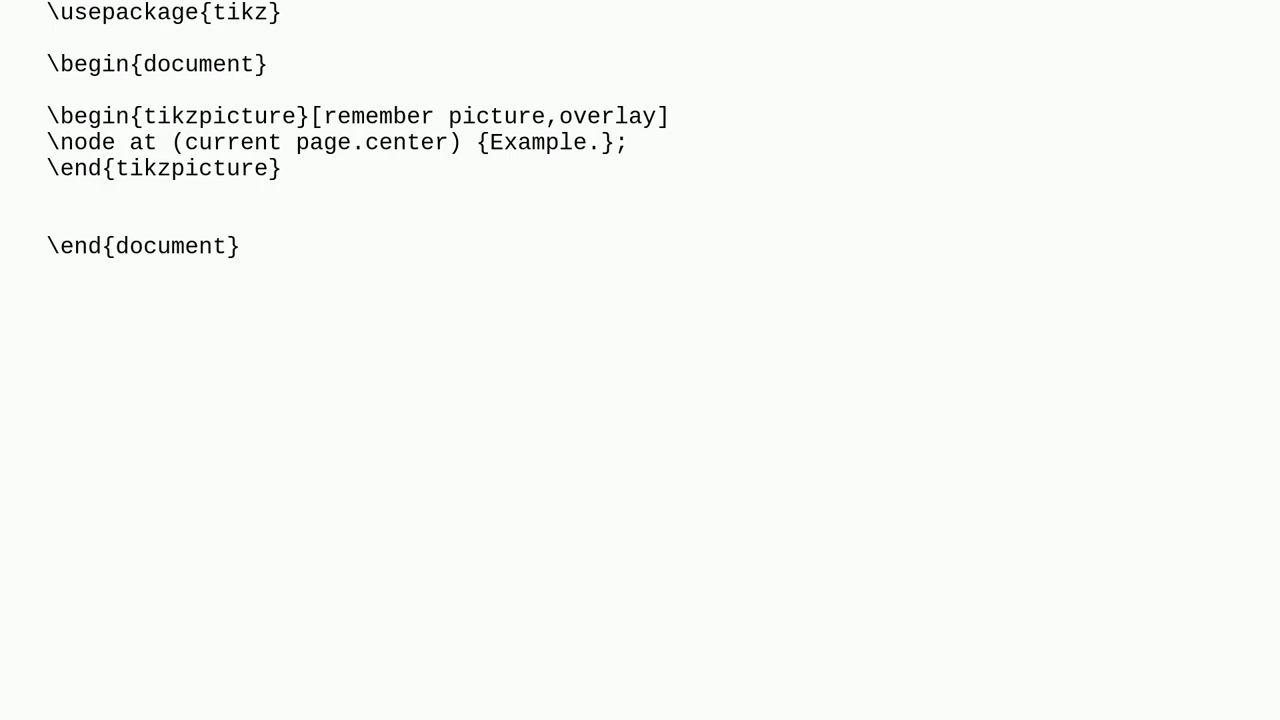 \usepackage{tikz}
\begin{document}
\begin{tikzpicture}[remember picture,overlay]
\node at (current page.center) {Example.};
\end{tikzpicture}
\end{document}